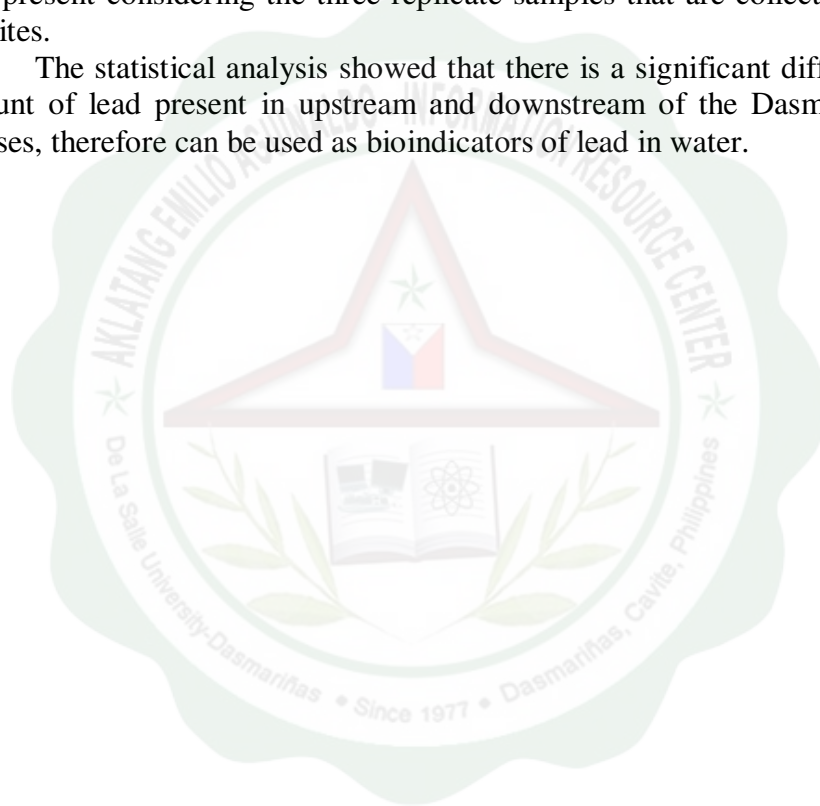 present considering the three replicate samples that are collect
ites.
The statistical analysis showed that there is a significant diff
unt of lead present in upstream and downstream of the Dasm
ses, therefore can be used as bioindicators of lead in water.
AKLATANG EMILIO AGUINALDO INFORMATION RESOURCE CENTER
De La Salle University-Dasmariñas • Since 1977 • Dasmariñas, Cavite, Philippines